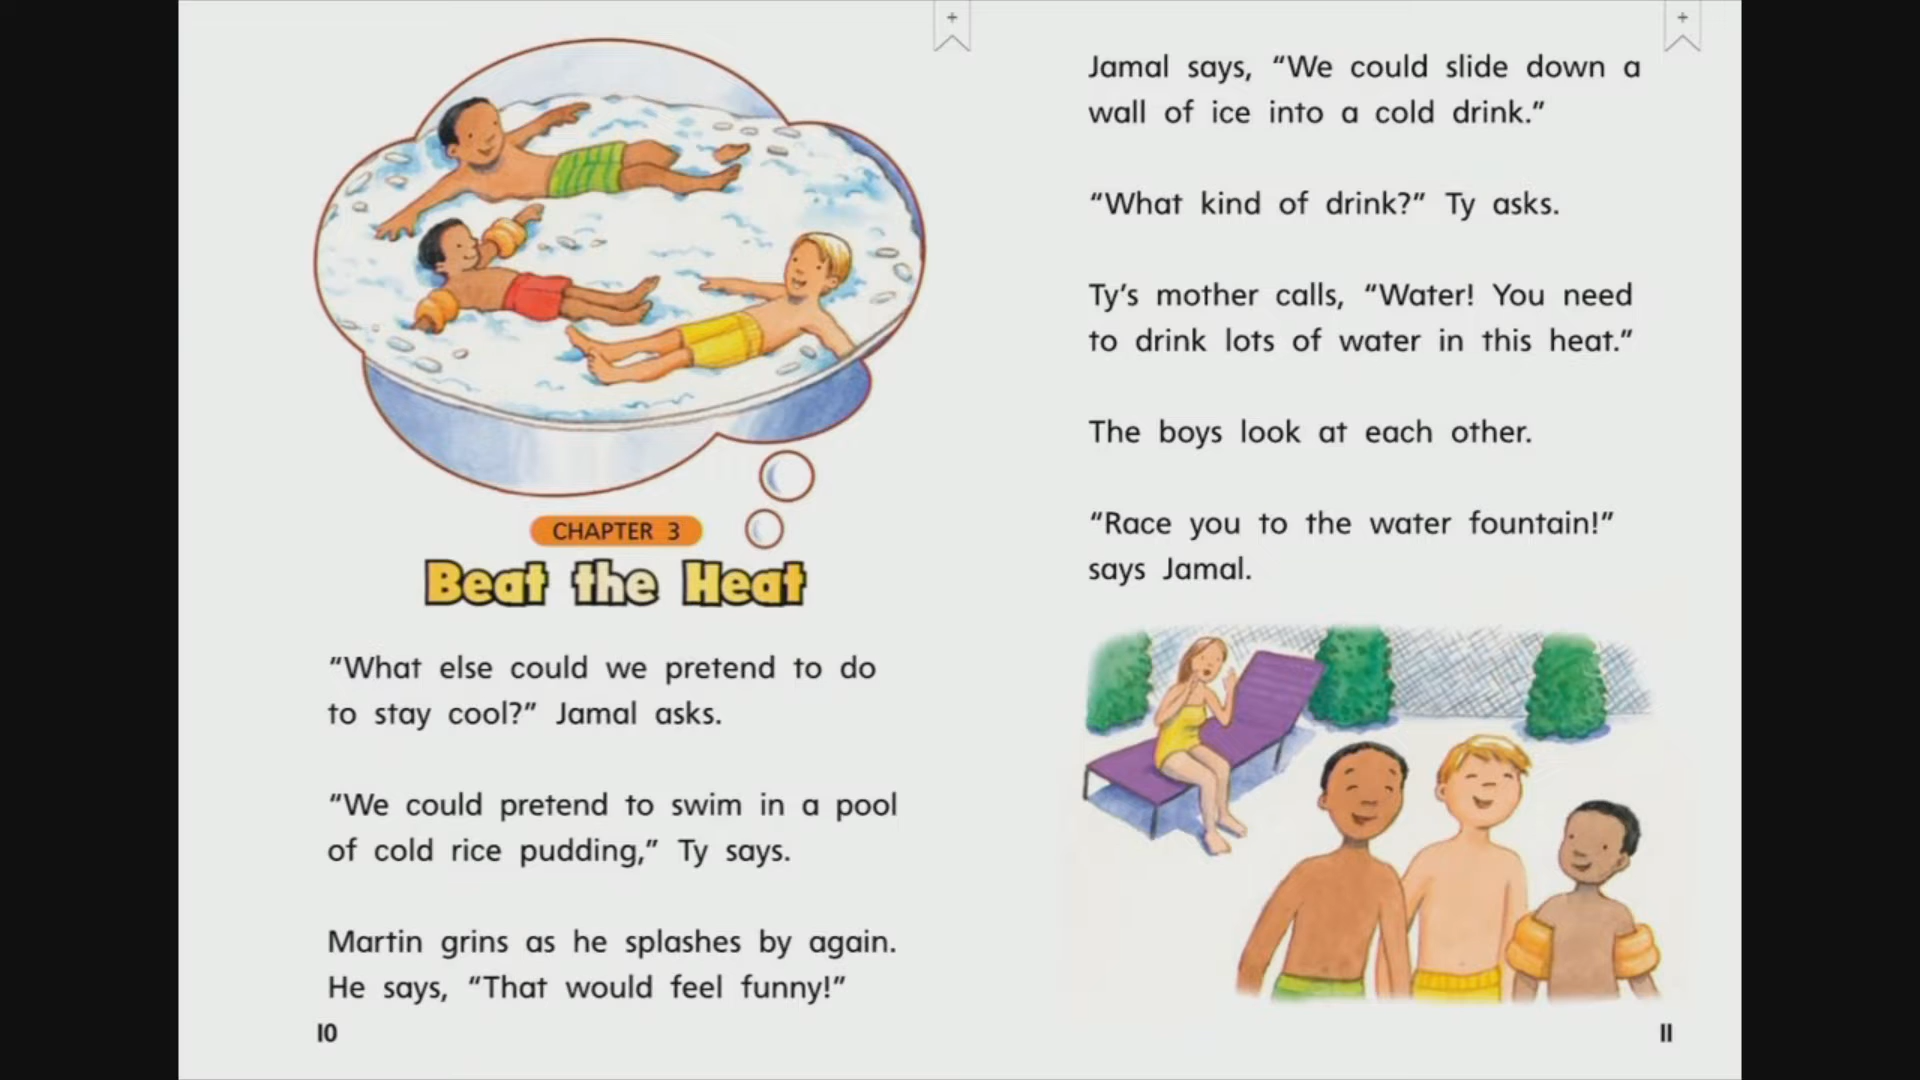 CHAPTER 3
Beat the Heat
“What else could we pretend to do
to stay cool?” Jamal asks.
“We could pretend to swim in a pool
of cold rice pudding,” Ty says.
Martin grins as he splashes by again.
He says, “That would feel funny!”
10
Jamal says, “We could slide down a
wall of ice into a cold drink.”
“What kind of drink?” Ty asks.
Ty’s mother calls, “Water! You need
to drink lots of water in this heat.”
The boys look at each other.
“Race you to the water fountain!”
says Jamal.
11